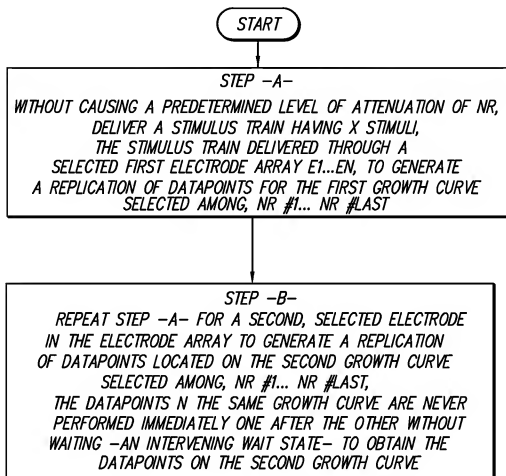 START
STEP -A-
WITHOUT CAUSING A PREDETERMINED LEVEL OF ATTENUATION OF NR,
DELIVER A STIMULUS TRAIN HAVING X STIMULI,
THE STIMULUS TRAIN DELIVERED THROUGH A
SELECTED FIRST ELECTRODE ARRAY E1...EN, TO GENERATE
A REPLICATION OF DATAPOINTS FOR THE FIRST GROWTH CURVE
SELECTED AMONG, NR #1... NR #LAST
STEP -B-
REPEAT STEP -A- FOR A SECOND, SELECTED ELECTRODE
IN THE ELECTRODE ARRAY TO GENERATE A REPLICATION
OF DATAPOINTS LOCATED ON THE SECOND GROWTH CURVE
SELECTED AMONG, NR #1... NR #LAST,
THE DATAPOINTS N THE SAME GROWTH CURVE ARE NEVER
PERFORMED IMMEDIATELY ONE AFTER THE OTHER WITHOUT
WAITING -AN INTERVENING WAIT STATE- TO OBTAIN THE
DATAPOINTS ON THE SECOND GROWTH CURVE